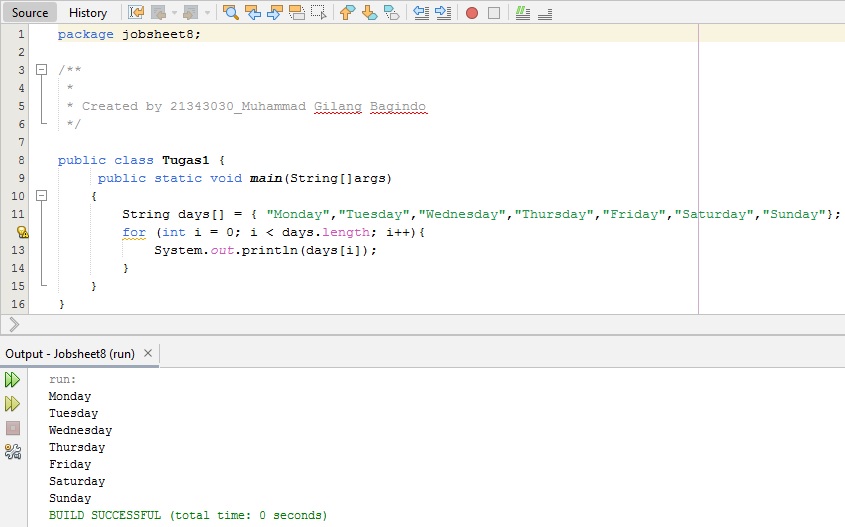 Source History
1 package jobsheet8;
2
3 /**
4 *
5 * Created by 21343030_Muhammad Gilang Bagindo
6 */
7
8 public class Tugas1 {
9 public static void main(String[]args)
10 {
11 String days[] = { "Monday","Tuesday","Wednesday","Thursday","Friday","Saturday","Sunday"};
for (int i = 0; i < days.length; i++){
13 System.out.println(days[i]);
14 }
15 }
16 }
Output - Jobsheet8 (run) ×
run:
Monday
Tuesday
Wednesday
Thursday
Friday
Saturday
Sunday
BUILD SUCCESSFUL (total time: 0 seconds)